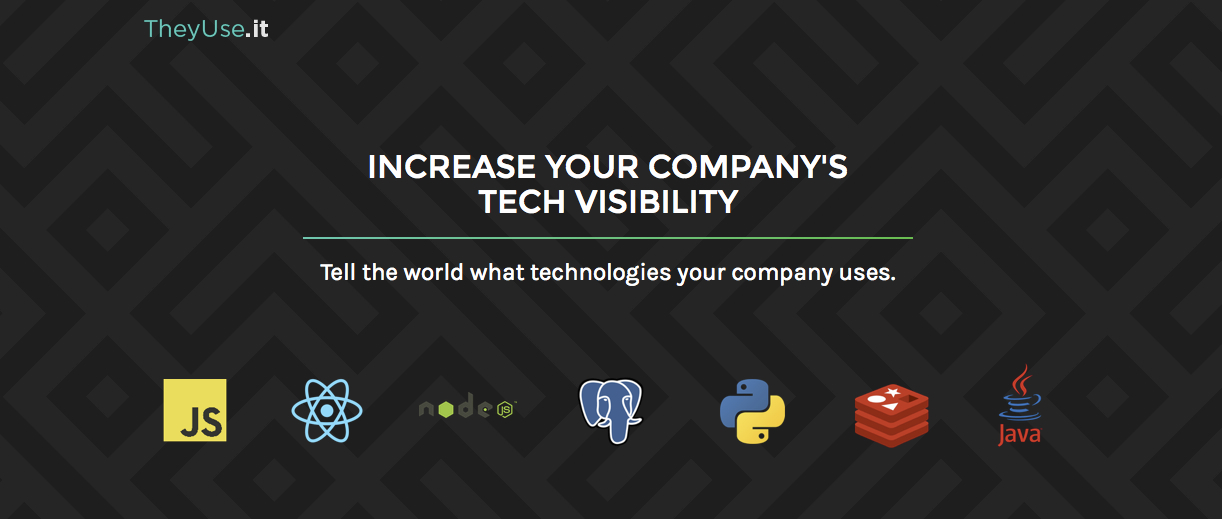 TheyUse.it
INCREASE YOUR COMPANY'S
TECH VISIBILITY
Tell the world what technologies your company uses.
JS
node
JS
Java